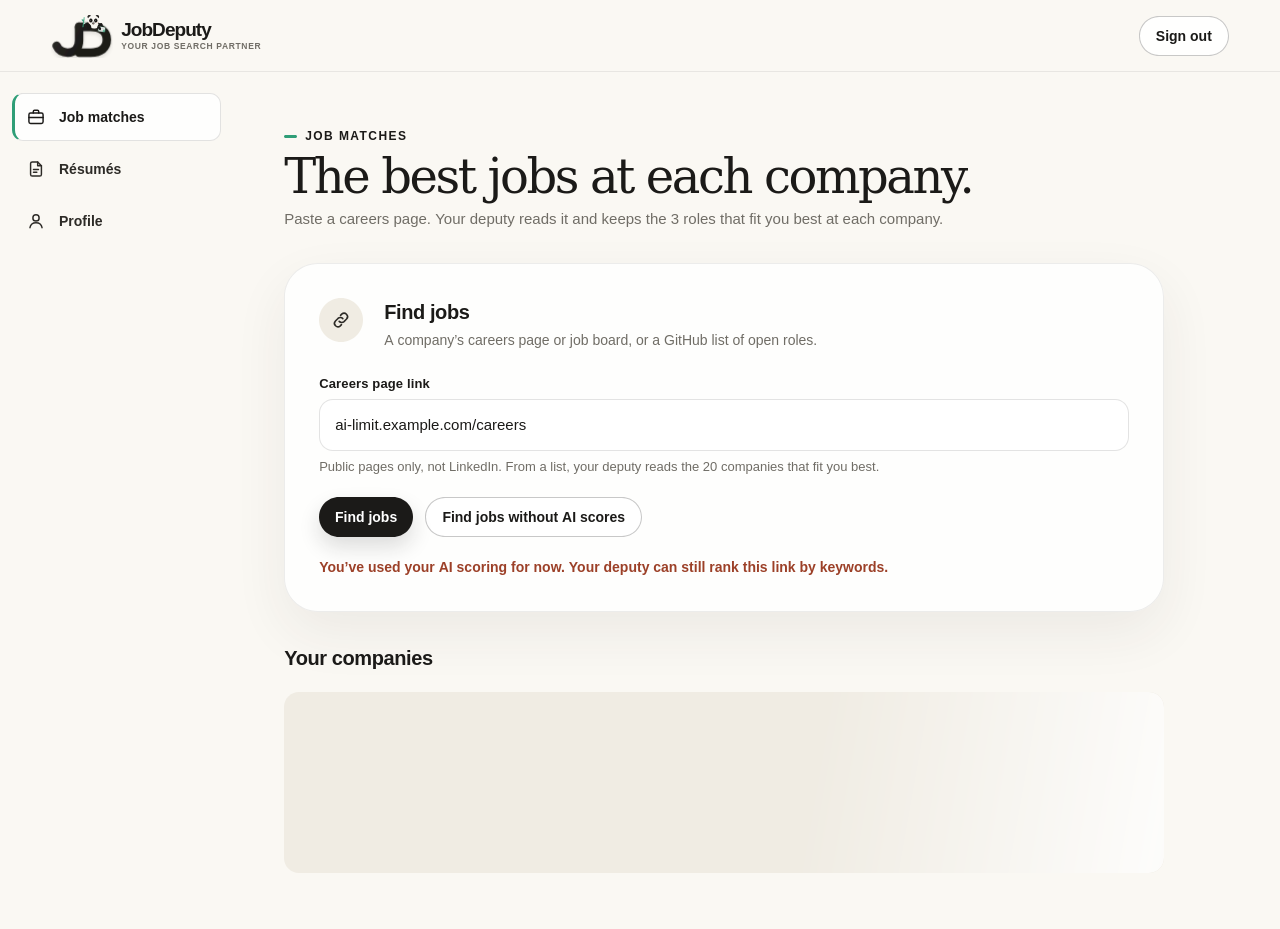 JobDeputy
YOUR JOB SEARCH PARTNER
Sign out
Job matches
Résumés
Profile
JOB MATCHES
The best jobs at each company.
Paste a careers page. Your deputy reads it and keeps the 3 roles that fit you best at each company.
Find jobs
A company’s careers page or job board, or a GitHub list of open roles.
Careers page link
ai-limit.example.com/careers
Public pages only, not LinkedIn. From a list, your deputy reads the 20 companies that fit you best.
Find jobs
Find jobs without AI scores
You’ve used your AI scoring for now. Your deputy can still rank this link by keywords.
Your companies